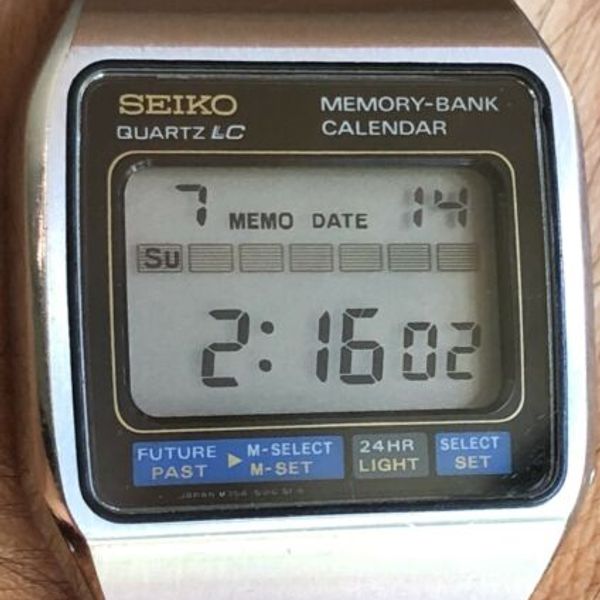 SEIKO
QUARTZ LC
MEMORY-BANK
CALENDAR
7 MEMO DATE 14
Su
2:16 02
FUTURE
PAST
M-SELECT
M-SET
24HR
LIGHT
SELECT
SET
JAPAN